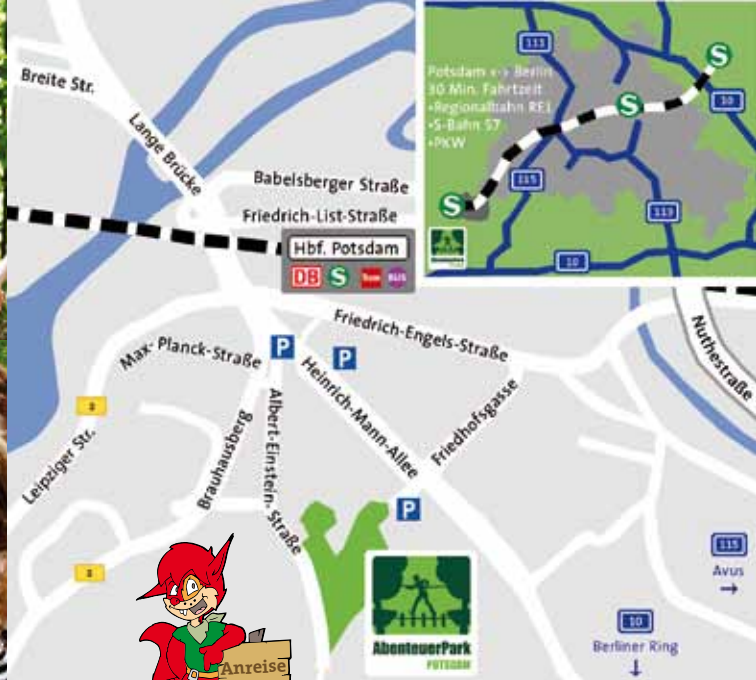 Breite Str.
Lange Brücke
Babelsberger Straße
Friedrich-List-Straße
Hbf. Potsdam
DB S Tram BUS
Potsdam <-> Berlin
30 Min. Fahrtzeit
•Regionalbahn RE1
•S-Bahn S7
•PKW
111
S
10
S
115
S
113
10
Friedrich-Engels-Straße
Nuthestraße
Max-Planck-Straße
P
P
Heinrich-Mann-Allee
Friedhofsgasse
Albert-Einstein-Straße
Brauhausberg
Leipziger Str.
P
115
Avus
→
10
Berliner Ring
↓
AbenteuerPark
POTSDAM
Anreise